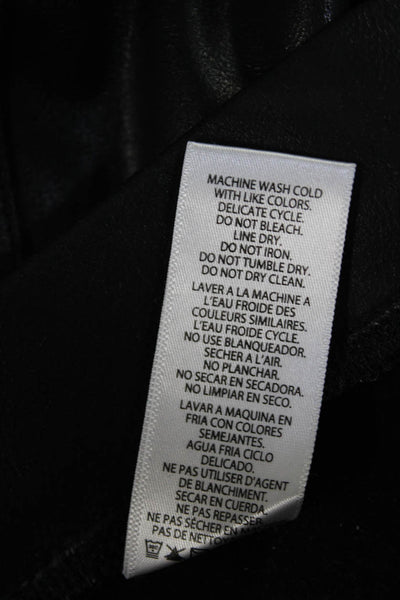 MACHINE WASH COLD
WITH LIKE COLORS.
DELICATE CYCLE.
DO NOT BLEACH.
LINE DRY.
DO NOT IRON.
DO NOT TUMBLE DRY.
DO NOT DRY CLEAN.
LAVER A LA MACHINE A
L'EAU FROIDE DES
COULEURS SIMILAIRES.
L'EAU FROIDE CYCLE.
NO USE BLANQUEADOR.
SECHER A L'AIR.
NO PLANCHAR.
NO SECAR EN SECADORA.
NO LIMPIAR EN SECO.
LAVAR A MAQUINA EN
FRIA CON COLORES
SEMEJANTES.
AGUA FRIA CICLO
DELICADO.
NE PAS UTILISER D'AGENT
DE BLANCHIMENT.
SECAR EN CUERDA.
NE PAS REPASSER
NE PAS SÉCHER EN
PAS DE